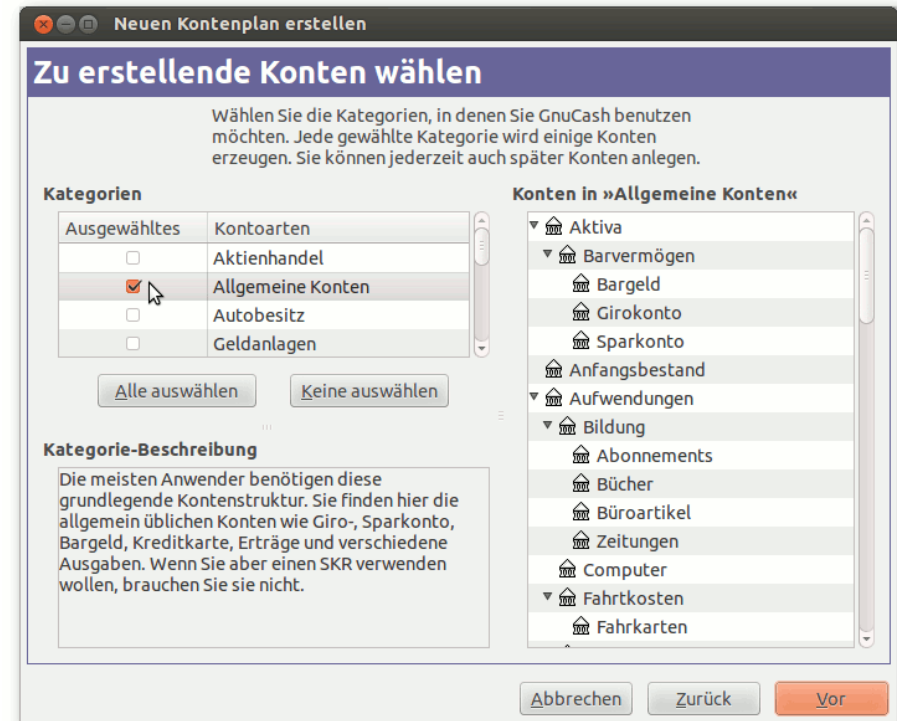 Neuen Kontenplan erstellen
Zu erstellende Konten wählen
Wählen Sie die Kategorien, in denen Sie GnuCash benutzen
möchten. Jede gewählte Kategorie wird einige Konten
erzeugen. Sie können jederzeit auch später Konten anlegen.
Kategorien
Ausgewähltes Kontoarten
Aktienhandel
Allgemeine Konten
Autobesitz
Geldanlagen
Alle auswählen Keine auswählen
Kategorie-Beschreibung
Die meisten Anwender benötigen diese
grundlegende Kontenstruktur. Sie finden hier die
allgemein üblichen Konten wie Giro-, Sparkonto,
Bargeld, Kreditkarte, Erträge und verschiedene
Ausgaben. Wenn Sie aber einen SKR verwenden
wollen, brauchen Sie sie nicht.
Konten in »Allgemeine Konten«
Aktiva
Barvermögen
Bargeld
Girokonto
Sparkonto
Anfangsbestand
Aufwendungen
Bildung
Abonnements
Bücher
Büroartikel
Zeitungen
Computer
Fahrtkosten
Fahrkarten
Abbrechen Zurück Vor